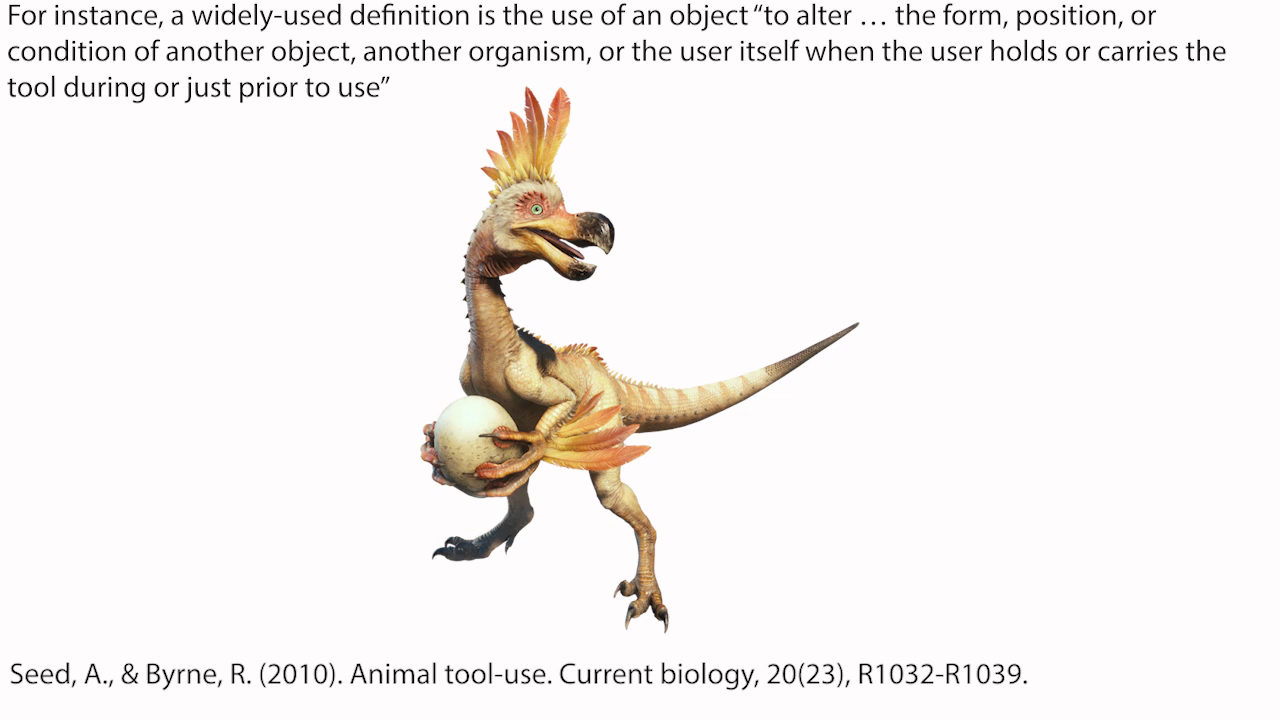 For instance, a widely-used definition is the use of an object “to alter … the form, position, or
condition of another object, another organism, or the user itself when the user holds or carries the
tool during or just prior to use”
Seed, A., & Byrne, R. (2010). Animal tool-use. Current biology, 20(23), R1032-R1039.